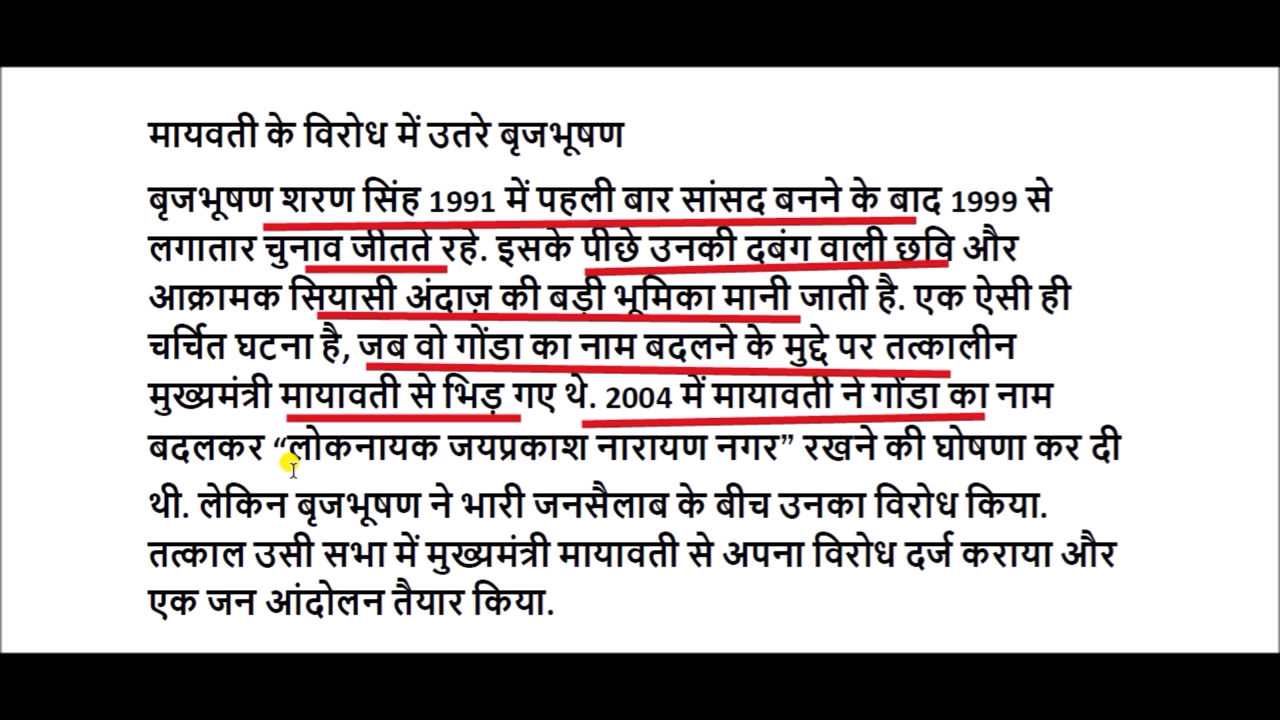 मायवती के विरोध में उतरे बृजभूषण
बृजभूषण शरण सिंह 1991 में पहली बार सांसद बनने के बाद 1999 से
लगातार चुनाव जीतते रहे. इसके पीछे उनकी दबंग वाली छवि और
आक्रामक सियासी अंदाज़ की बड़ी भूमिका मानी जाती है. एक ऐसी ही
चर्चित घटना है, जब वो गोंडा का नाम बदलने के मुद्दे पर तत्कालीन
मुख्यमंत्री मायावती से भिड़ गए थे. 2004 में मायावती ने गोंडा का नाम
बदलकर “लोकनायक जयप्रकाश नारायण नगर” रखने की घोषणा कर दी
थी. लेकिन बृजभूषण ने भारी जनसैलाब के बीच उनका विरोध किया.
तत्काल उसी सभा में मुख्यमंत्री मायावती से अपना विरोध दर्ज कराया और
एक जन आंदोलन तैयार किया.